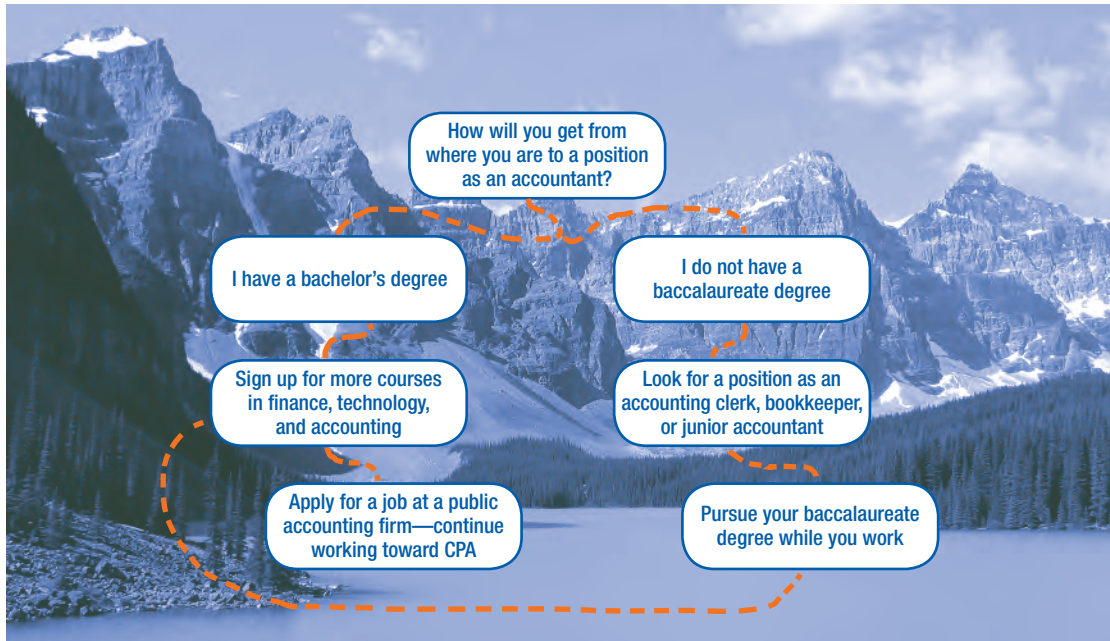 How will you get from
where you are to a position
as an accountant?
I have a bachelor’s degree
I do not have a
baccalaureate degree
Sign up for more courses
in finance, technology,
and accounting
Look for a position as an
accounting clerk, bookkeeper,
or junior accountant
Apply for a job at a public
accounting firm—continue
working toward CPA
Pursue your baccalaureate
degree while you work